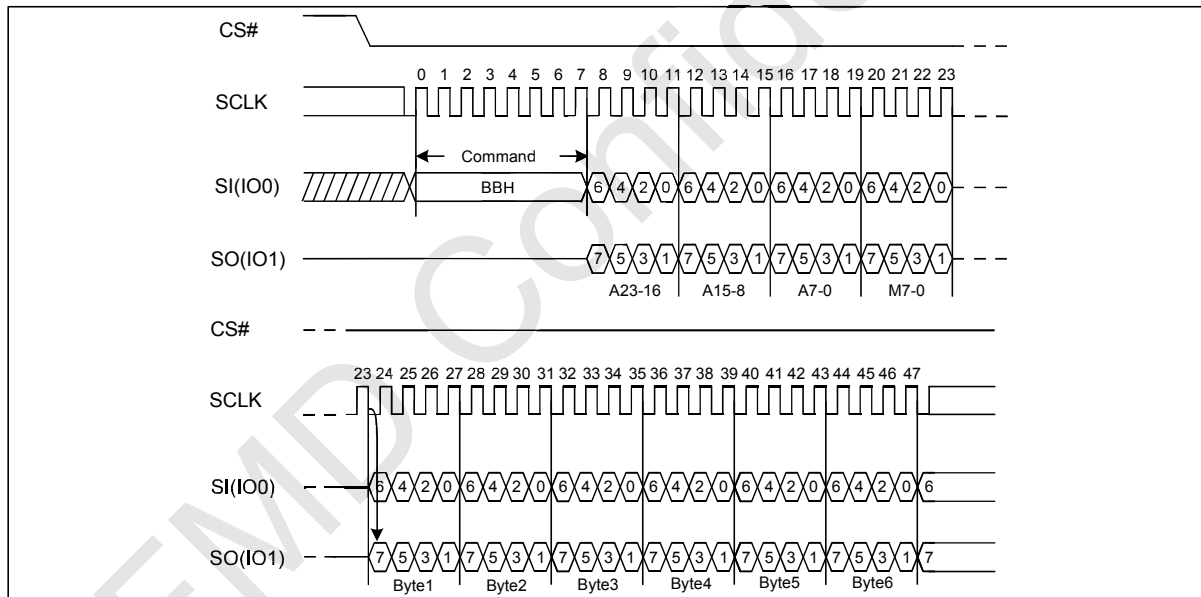 CS#
0 1 2 3 4 5 6 7 8 9 10 11 12 13 14 15 16 17 18 19 20 21 22 23
SCLK
Command
SI(IO0) BBH 6 4 2 0 6 4 2 0 6 4 2 0 6 4 2 0
SO(IO1) 7 5 3 1 7 5 3 1 7 5 3 1 7 5 3 1
A23-16 A15-8 A7-0 M7-0
CS#
23 24 25 26 27 28 29 30 31 32 33 34 35 36 37 38 39 40 41 42 43 44 45 46 47
SCLK
SI(IO0) 6 4 2 0 6 4 2 0 6 4 2 0 6 4 2 0 6 4 2 0 6 4 2 0 6
SO(IO1) 7 5 3 1 7 5 3 1 7 5 3 1 7 5 3 1 7 5 3 1 7 5 3 1 7
Byte1 Byte2 Byte3 Byte4 Byte5 Byte6